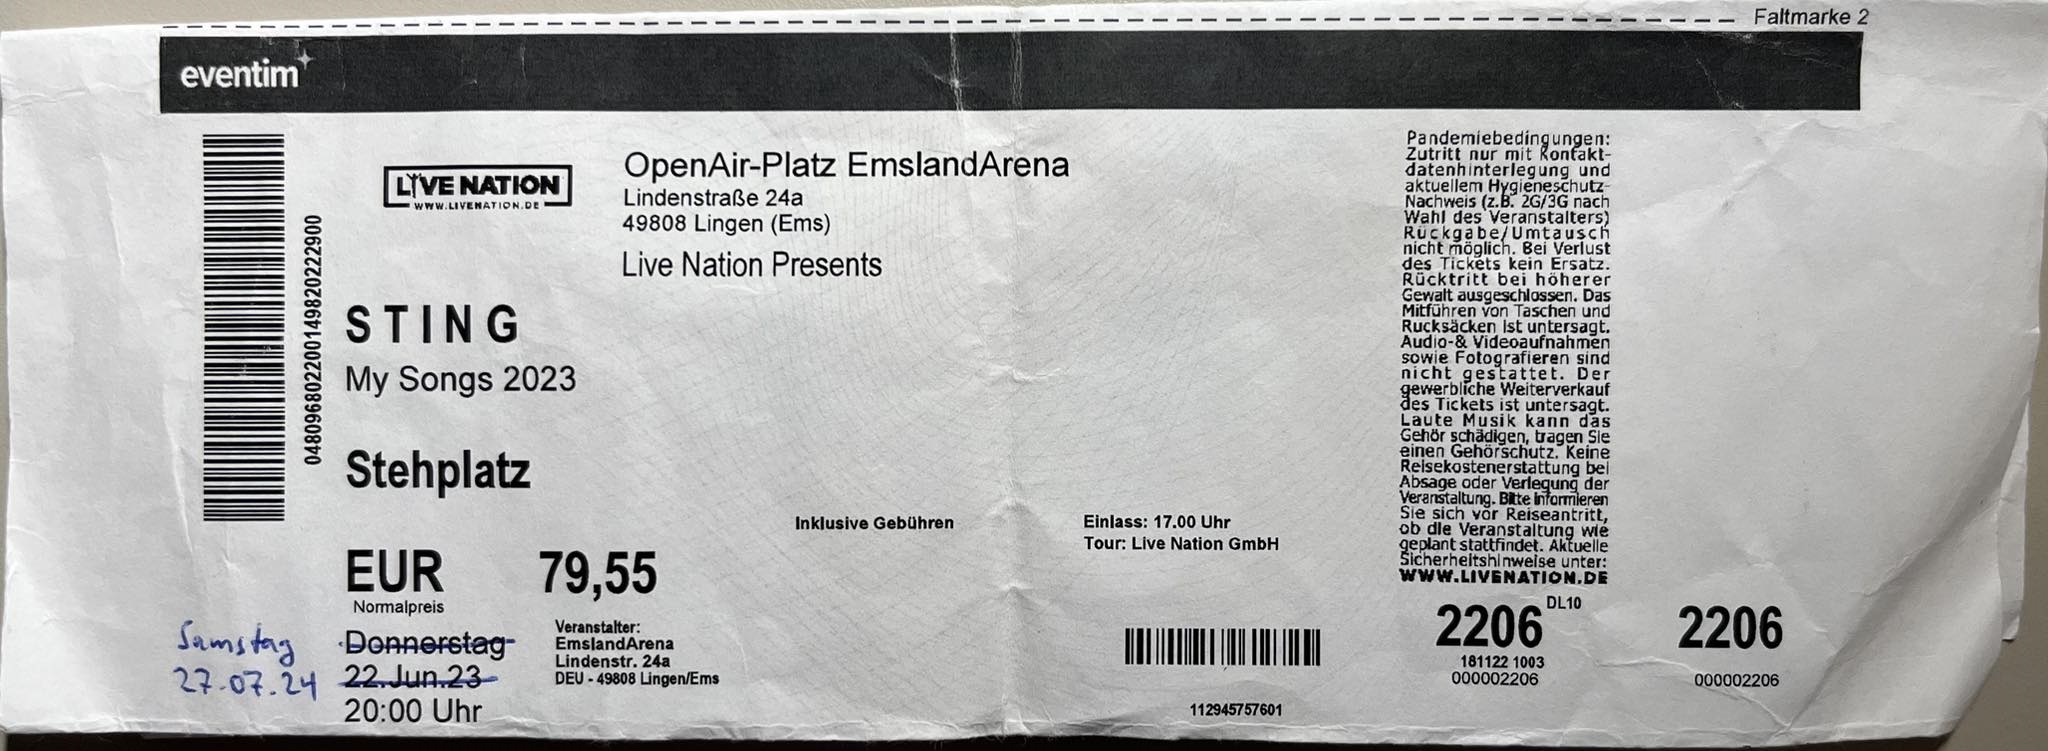 Faltmarke 2
eventim
LIVE NATION
WWW.LIVENATION.DE
OpenAir-Platz EmslandArena
Lindenstraße 24a
49808 Lingen (Ems)
Live Nation Presents
048096802200149820222900
STING
My Songs 2023
Stehplatz
Inklusive Gebühren
Einlass: 17.00 Uhr
Tour: Live Nation GmbH
EUR 79,55
Normalpreis
Samstag
27.07.24
Donnerstag
22.Jun.23
20:00 Uhr
Veranstalter:
EmslandArena
Lindenstr. 24a
DEU - 49808 Lingen/Ems
112945757601
Pandemiebedingungen:
Zutritt nur mit Kontakt-
datenhinterlegung und
aktuellem Hygieneschutz-
Nachweis (z.B. 2G/3G nach
Wahl des Veranstalters)
Rückgabe/Umtausch
nicht möglich. Bei Verlust
des Tickets kein Ersatz.
Rücktritt bei höherer
Gewalt ausgeschlossen. Das
Mitführen von Taschen und
Rucksäcken ist untersagt.
Audio-& Videoaufnahmen
sowie Fotografieren sind
nicht gestattet. Der
gewerbliche Weiterverkauf
des Tickets ist untersagt.
Laute Musik kann das
Gehör schädigen, tragen Sie
einen Gehörschutz. Keine
Reisekostenerstattung bei
Absage oder Verlegung der
Veranstaltung. Bitte informieren
Sie sich vor Reiseantritt,
ob die Veranstaltung wie
geplant stattfindet. Aktuelle
Sicherheitshinweise unter:
WWW.LIVENATION.DE
DL10
2206
181122 1003
000002206
2206
000002206